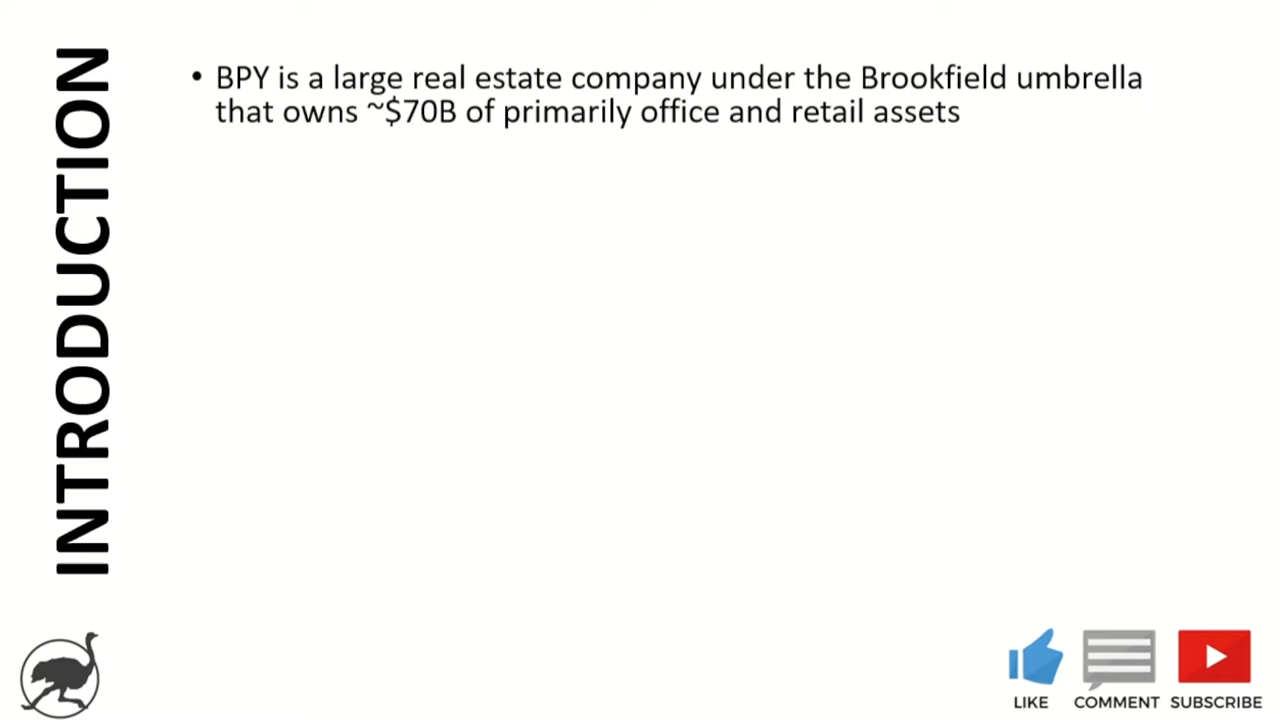 INTRODUCTION
• BPY is a large real estate company under the Brookfield umbrella
that owns ~$70B of primarily office and retail assets
LIKE COMMENT SUBSCRIBE